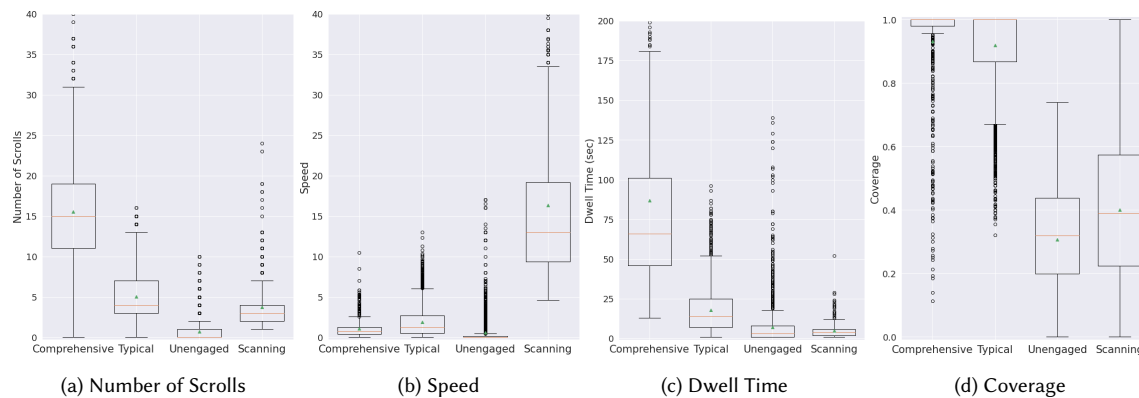 40
35
30
25
20
15
10
5
0
Number of Scrolls
Comprehensive Typical Unengaged Scanning
40
35
30
25
20
15
10
5
0
Speed
Comprehensive Typical Unengaged Scanning
200
175
150
125
100
75
50
25
0
Dwell Time (sec)
Comprehensive Typical Unengaged Scanning
1.0
0.8
0.6
0.4
0.2
0.0
Coverage
Comprehensive Typical Unengaged Scanning
(a) Number of Scrolls
(b) Speed
(c) Dwell Time
(d) Coverage